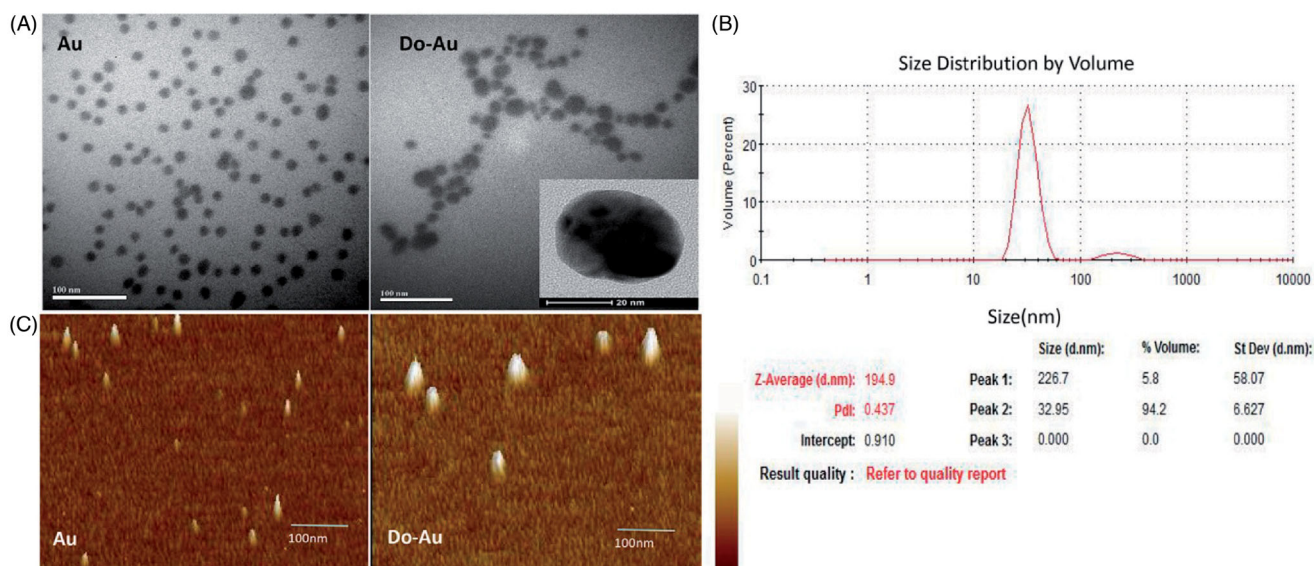 (A)
Au
100 nm
Do-Au
100 nm
20 nm
(B)
Size Distribution by Volume
Volume (Percent)
30
20
10
0
0.1 1 10 100 1000 10000
Size(nm)
Size (d.nm): % Volume: St Dev (d.nm):
Z-Average (d.nm): 194.9 Peak 1: 226.7 5.8 58.07
PdI: 0.437 Peak 2: 32.95 94.2 6.627
Intercept: 0.910 Peak 3: 0.000 0.0 0.000
Result quality : Refer to quality report
(C)
Au
100nm
Do-Au
100nm